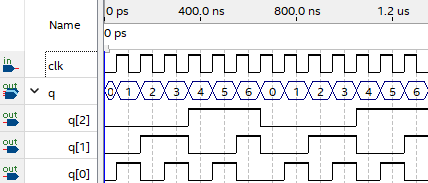 Name
0 ps 400.0 ns 800.0 ns 1.2 us
0 ps
in clk
out q 0 1 2 3 4 5 6 0 1 2 3 4 5 6
out q[2]
out q[1]
out q[0]